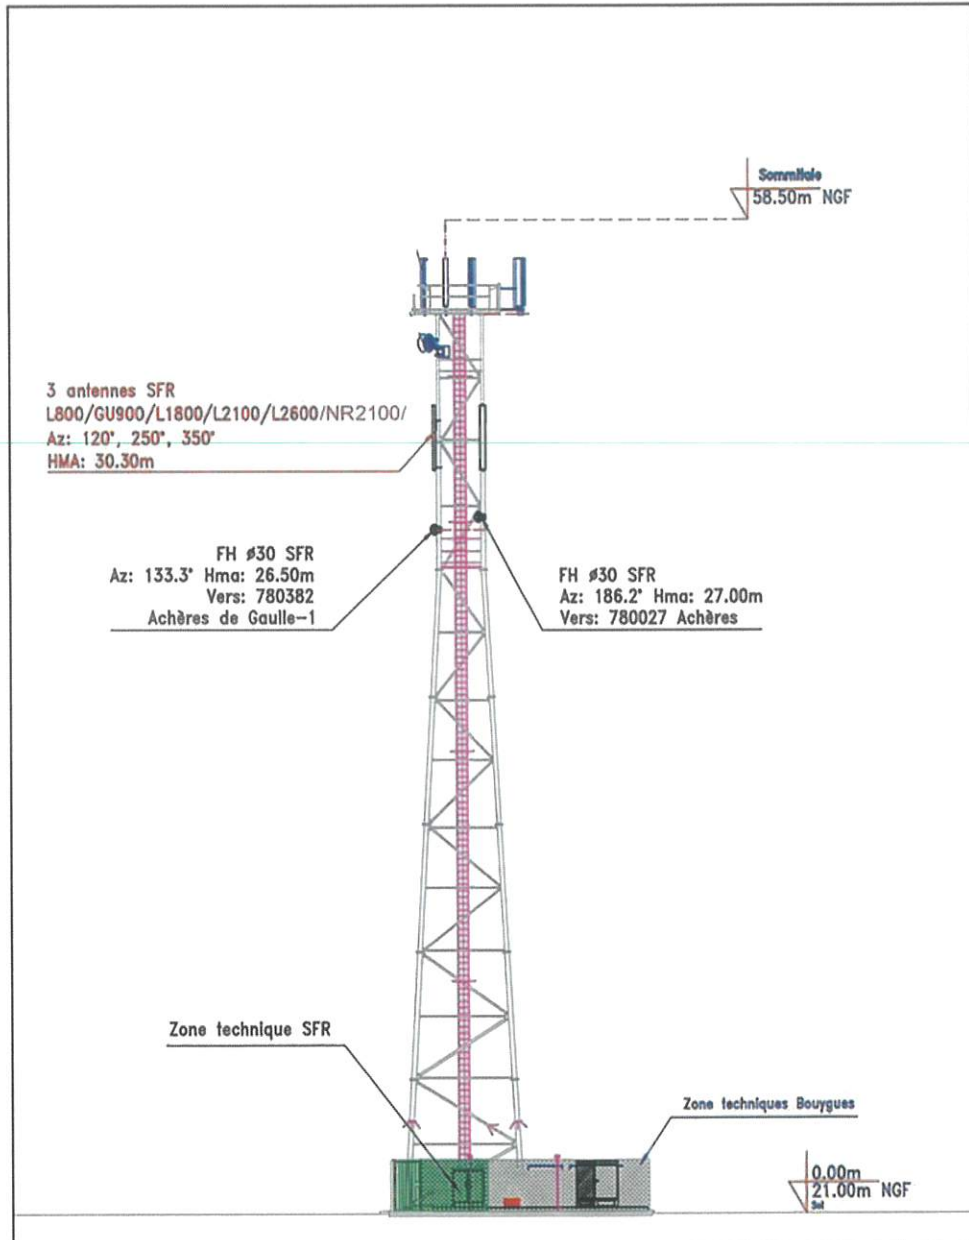 Sommitale
58.50m NGF
3 antennes SFR
L800/GU900/L1800/L2100/L2600/NR2100/
Az: 120°, 250°, 350°
HMA: 30.30m
FH ø30 SFR
Az: 133.3° Hma: 26.50m
Vers: 780382
Achères de Gaulle-1
FH ø30 SFR
Az: 186.2° Hma: 27.00m
Vers: 780027 Achères
Zone technique SFR
Zone techniques Bouygues
0.00m
21.00m NGF
Sol